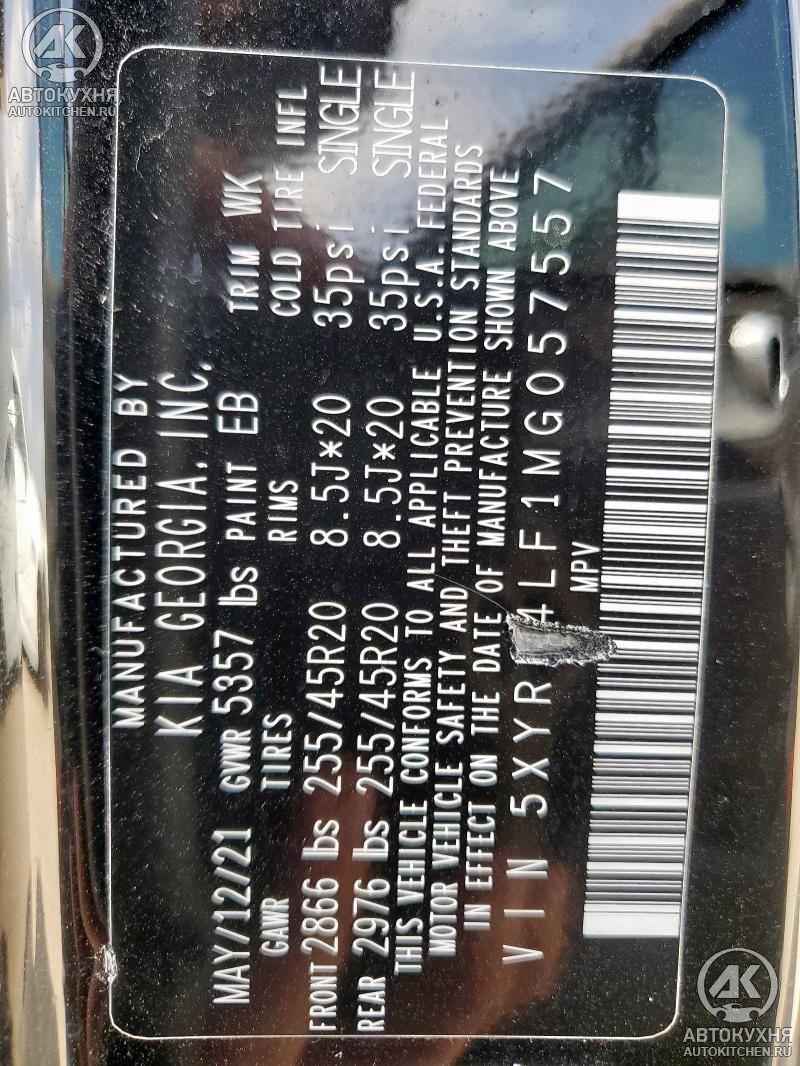 MANUFACTURED BY
KIA GEORGIA, INC.
MAY/12/21 GVWR 5357 lbs PAINT EB TRIM WK
GAWR TIRES RIMS COLD TIRE INFL
FRONT 2866 lbs 255/45R20 8.5J*20 35psi SINGLE
REAR 2976 lbs 255/45R20 8.5J*20 35psi SINGLE
THIS VEHICLE CONFORMS TO ALL APPLICABLE U.S.A. FEDERAL
MOTOR VEHICLE SAFETY AND THEFT PREVENTION STANDARDS
IN EFFECT ON THE DATE OF MANUFACTURE SHOWN ABOVE
VIN 5XYR 4LF1MG057557
MPV
АК
АВТОКУХНЯ
AUTOKITCHEN.RU
АК
АВТОКУХНЯ
AUTOKITCHEN.RU